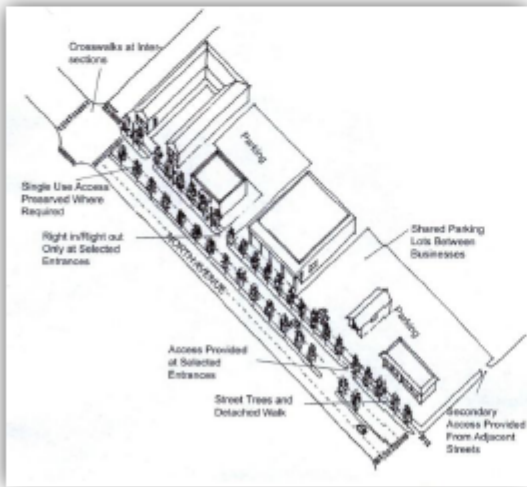 Crosswalks at Inter-
sections
Parking
Single Use Access
Preserved Where
Required
Right in/Right out
Only at Selected
Entrances
NORTH AVENUE
Shared Parking
Lots Between
Businesses
Parking
Access Provided
at Selected
Entrances
Street Trees and
Detached Walk
Secondary
Access Provided
From Adjacent
Streets